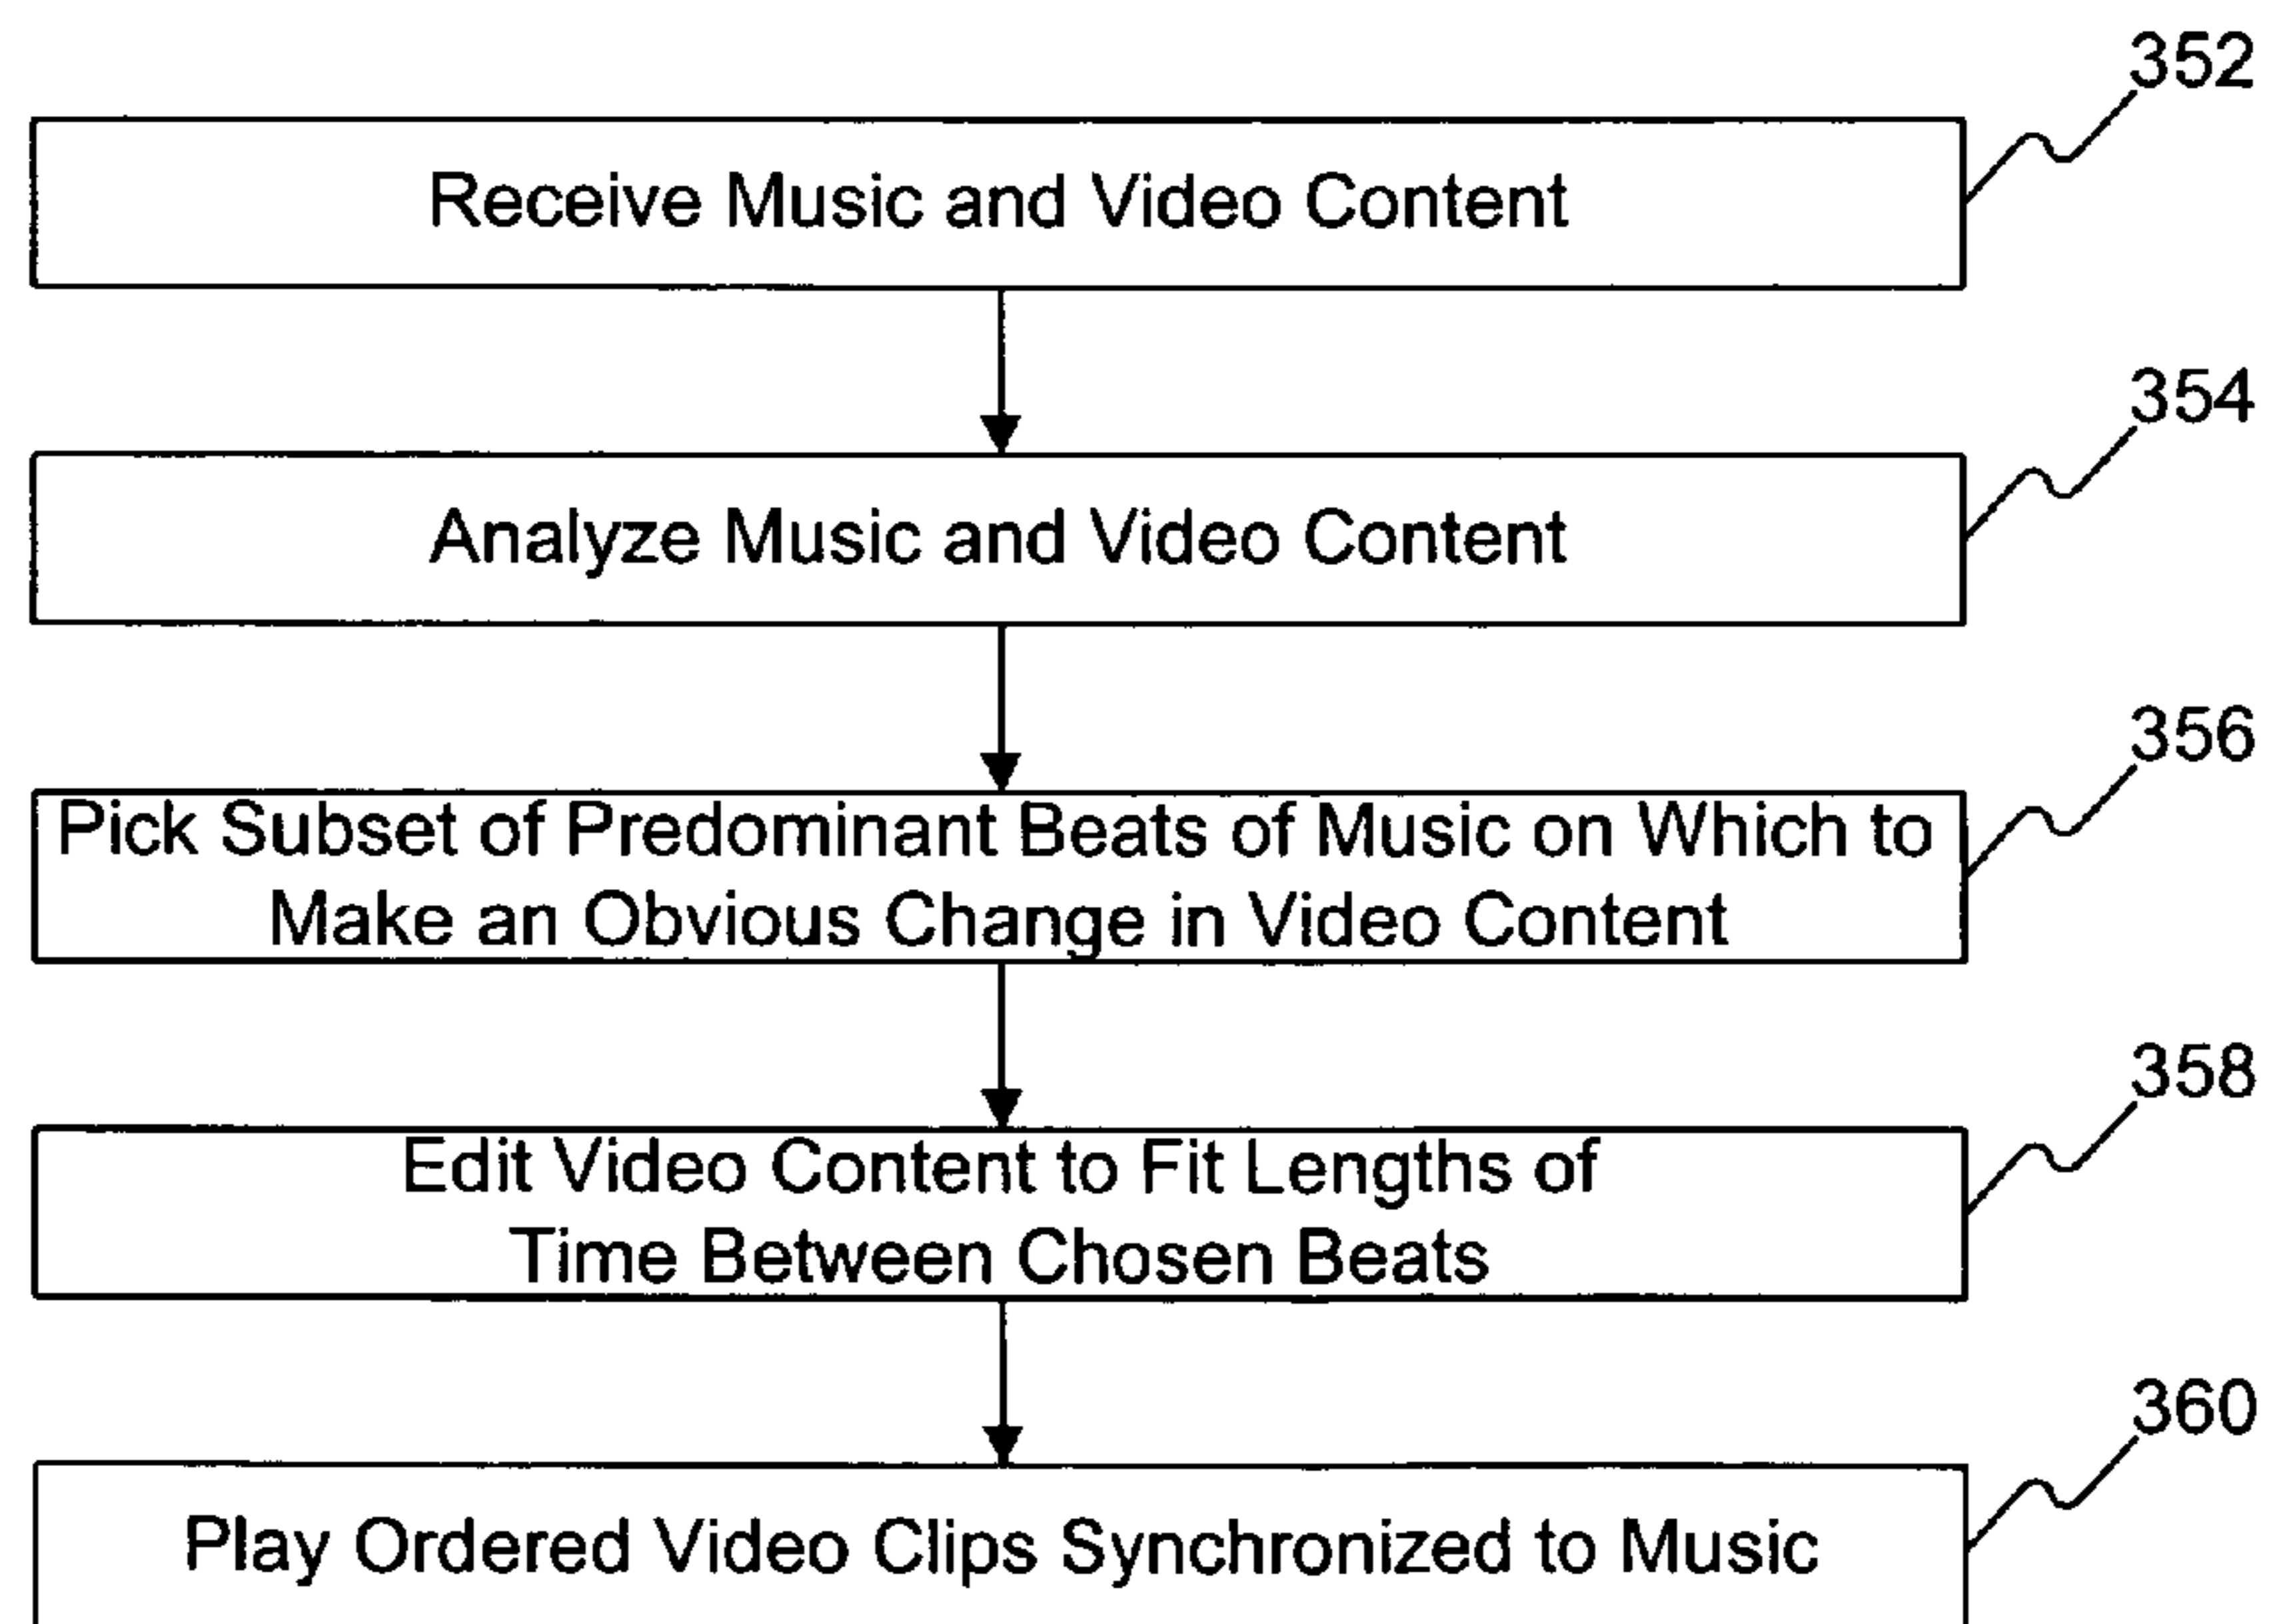 352
Receive Music and Video Content
354
Analyze Music and Video Content
356
Pick Subset of Predominant Beats of Music on Which to
Make an Obvious Change in Video Content
358
Edit Video Content to Fit Lengths of
Time Between Chosen Beats
360
Play Ordered Video Clips Synchronized to Music